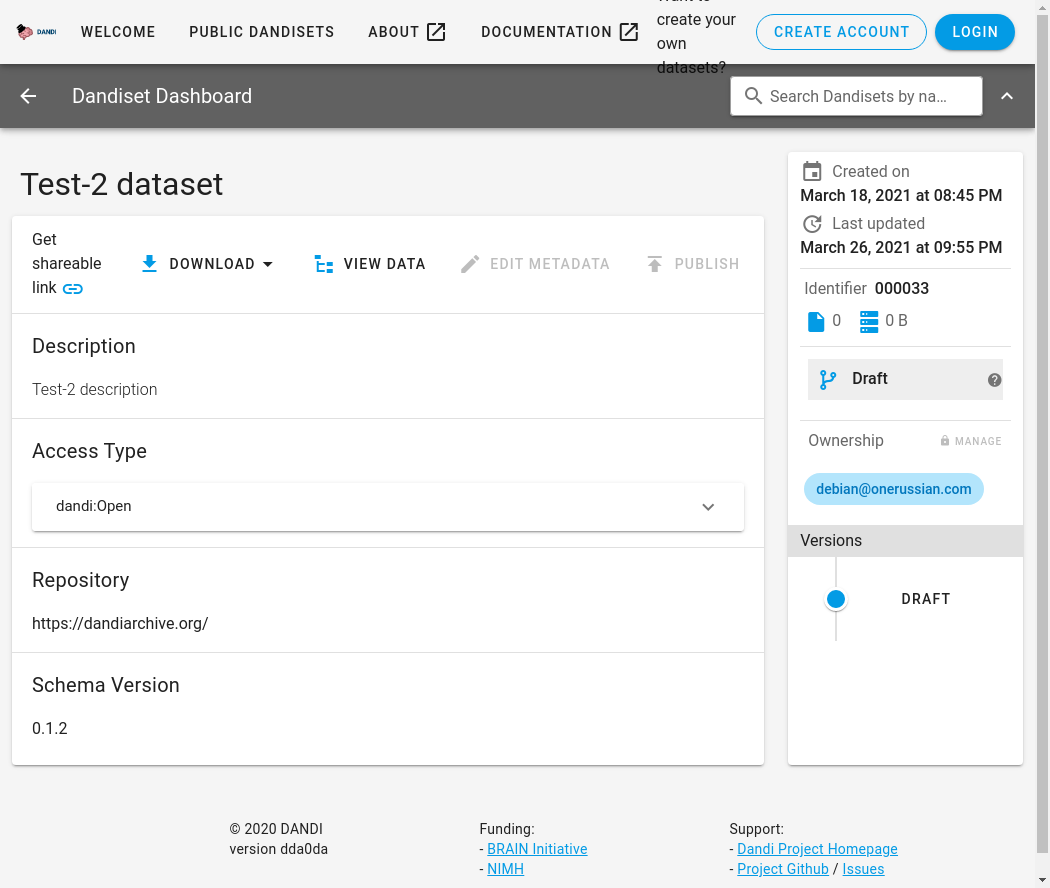 DANDI WELCOME PUBLIC DANDISETS ABOUT DOCUMENTATION
create your
own
datasets?
CREATE ACCOUNT LOGIN
Dandiset Dashboard
Search Dandisets by na…
Test-2 dataset
Get
shareable
link
DOWNLOAD VIEW DATA EDIT METADATA PUBLISH
Description
Test-2 description
Access Type
dandi:Open
Repository
https://dandiarchive.org/
Schema Version
0.1.2
Created on
March 18, 2021 at 08:45 PM
Last updated
March 26, 2021 at 09:55 PM
Identifier 000033
0 0 B
Draft
Ownership MANAGE
debian@onerussian.com
Versions
DRAFT
© 2020 DANDI
version dda0da
Funding:
- BRAIN Initiative
- NIMH
Support:
- Dandi Project Homepage
- Project Github / Issues